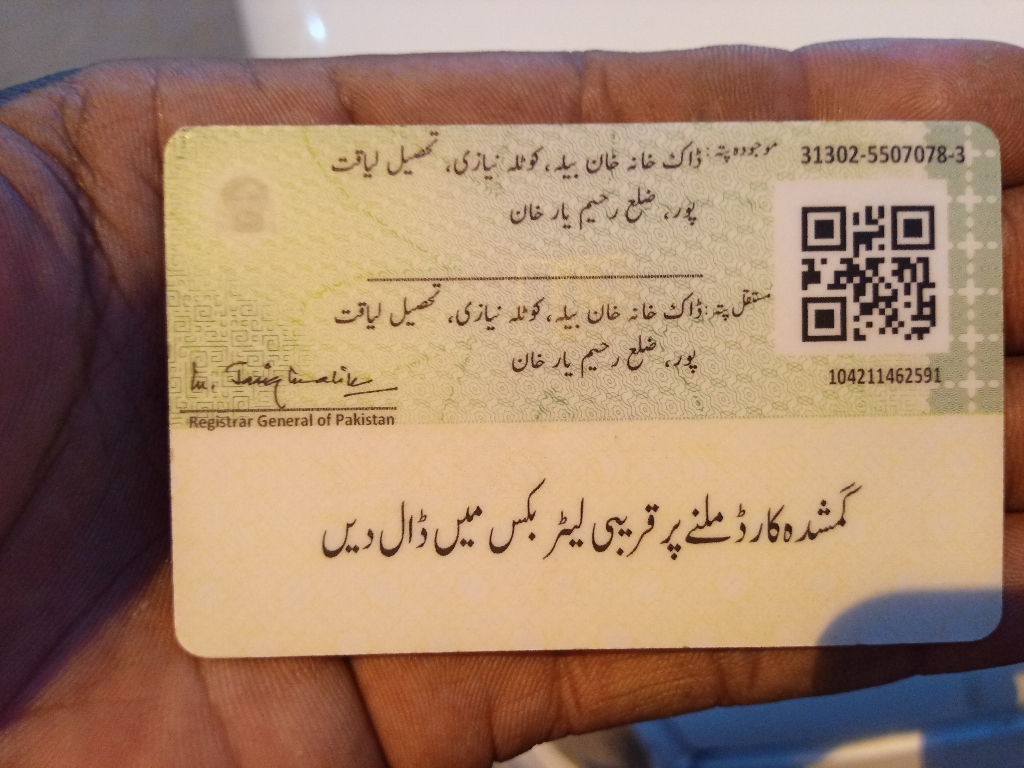 موجودہ پتہ: ڈاک خانہ خان بیلہ، کوٹلہ نیازی، تحصیل لیاقت
پور، ضلع رحیم یار خان
31302-5507078-3
مستقل پتہ: ڈاک خانہ خان بیلہ، کوٹلہ نیازی، تحصیل لیاقت
پور، ضلع رحیم یار خان
104211462591
Registrar General of Pakistan
گمشدہ کارڈ ملنے پر قریبی لیٹر بکس میں ڈال دیں